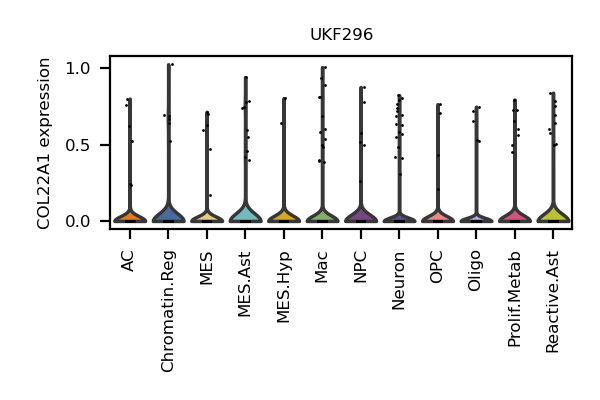 UKF296
COL22A1 expression
1.0
0.5
0.0
AC
Chromatin.Reg
MES
MES.Ast
MES.Hyp
Mac
NPC
Neuron
OPC
Oligo
Prolif.Metab
Reactive.Ast